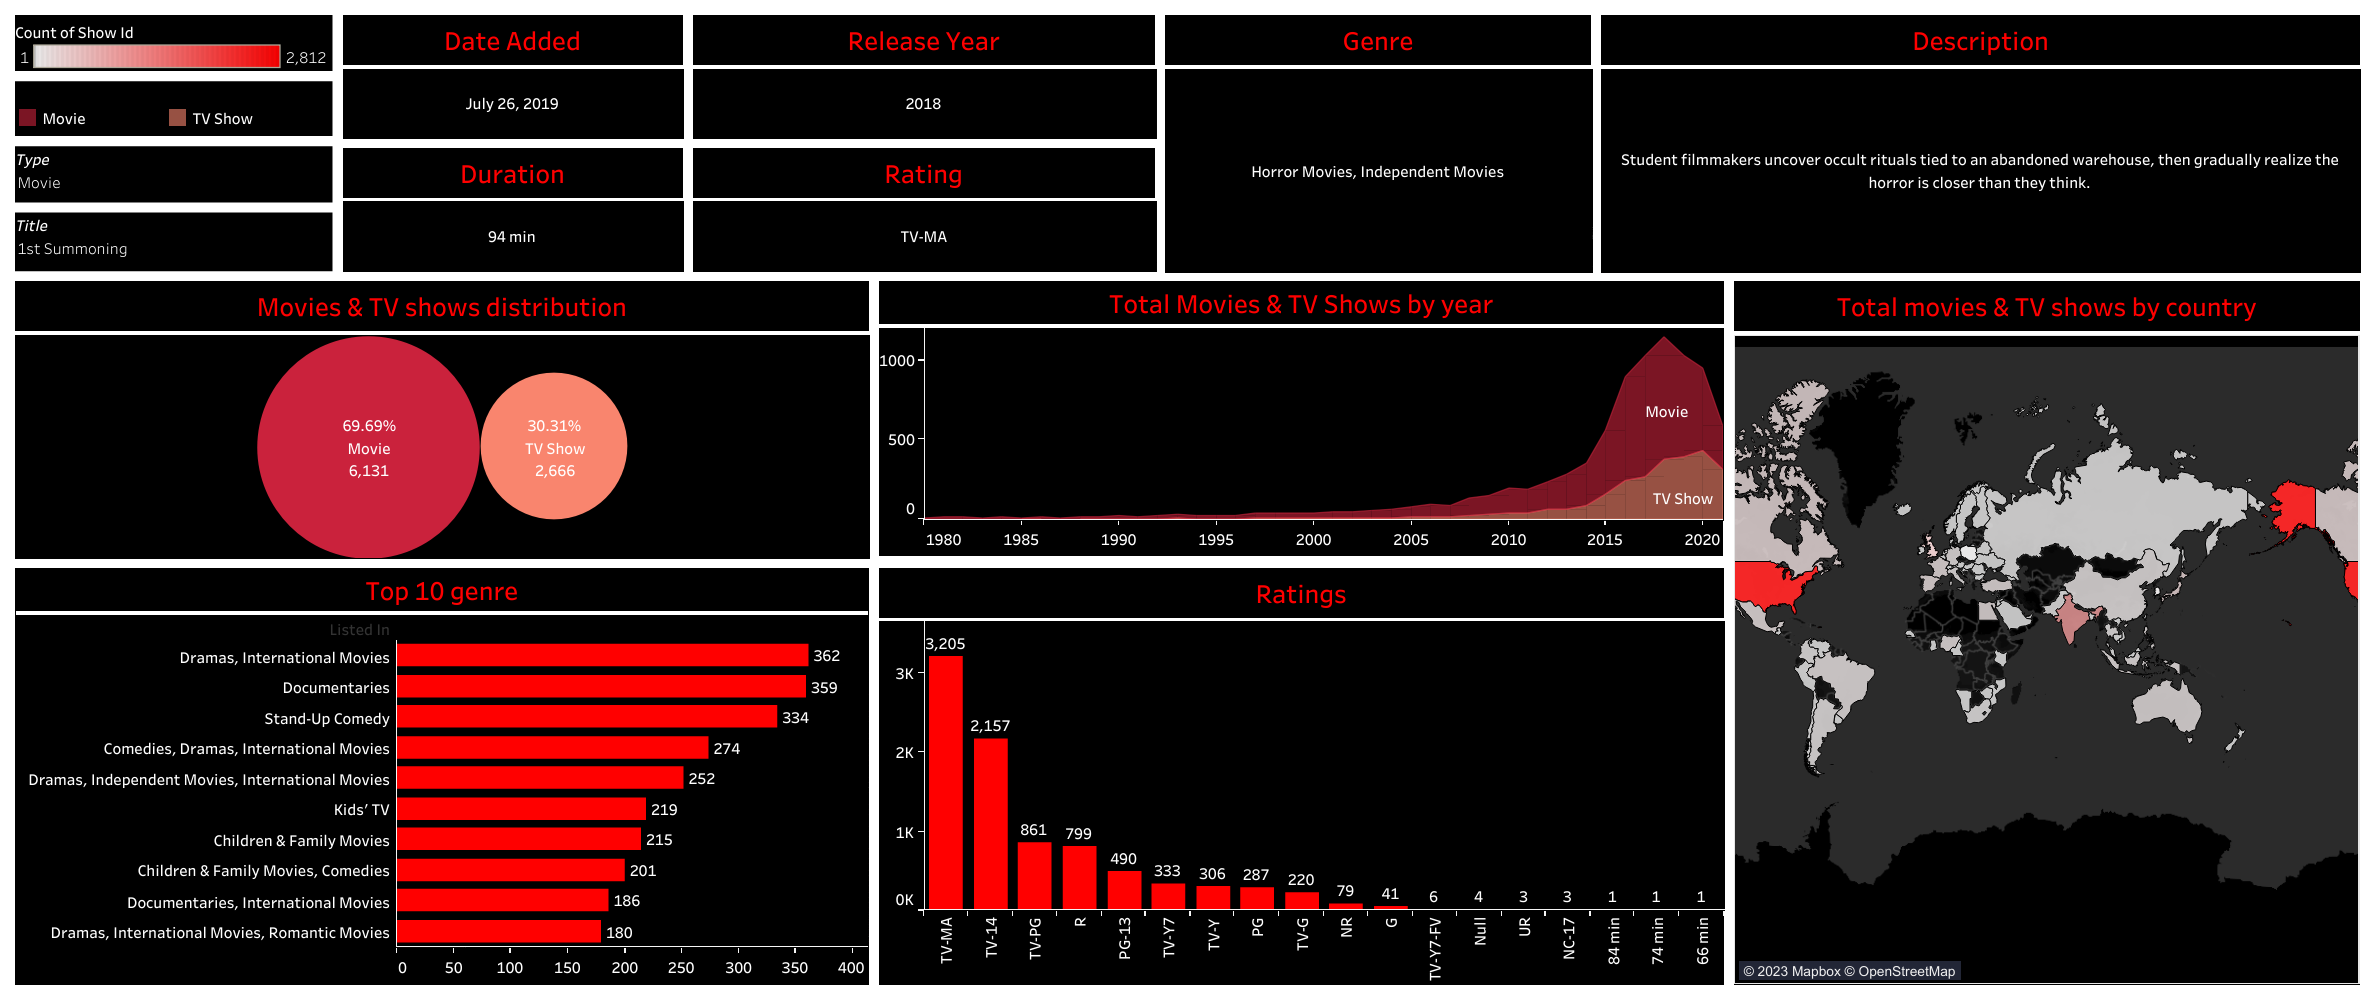 Count of Show Id
1 2,812
Movie TV Show
Type
Movie
Title
1st Summoning
Date Added
July 26, 2019
Duration
94 min
Release Year
2018
Rating
TV-MA
Genre
Horror Movies, Independent Movies
Description
Student filmmakers uncover occult rituals tied to an abandoned warehouse, then gradually realize the
horror is closer than they think.
Movies & TV shows distribution
69.69%
Movie
6,131
30.31%
TV Show
2,666
Total Movies & TV Shows by year
1000
500
0
Movie
TV Show
1980 1985 1990 1995 2000 2005 2010 2015 2020
Total movies & TV shows by country
© 2023 Mapbox © OpenStreetMap
Top 10 genre
Listed In
Dramas, International Movies 362
Documentaries 359
Stand-Up Comedy 334
Comedies, Dramas, International Movies 274
Dramas, Independent Movies, International Movies 252
Kids’ TV 219
Children & Family Movies 215
Children & Family Movies, Comedies 201
Documentaries, International Movies 186
Dramas, International Movies, Romantic Movies 180
0 50 100 150 200 250 300 350 400
Ratings
3K
2K
1K
0K
3,205 2,157 861 799 490 333 306 287 220 79 41 6 4 3 3 1 1 1
TV-MA TV-14 TV-PG R PG-13 TV-Y7 TV-Y PG TV-G NR G TV-Y7-FV Null UR NC-17 84 min 74 min 66 min